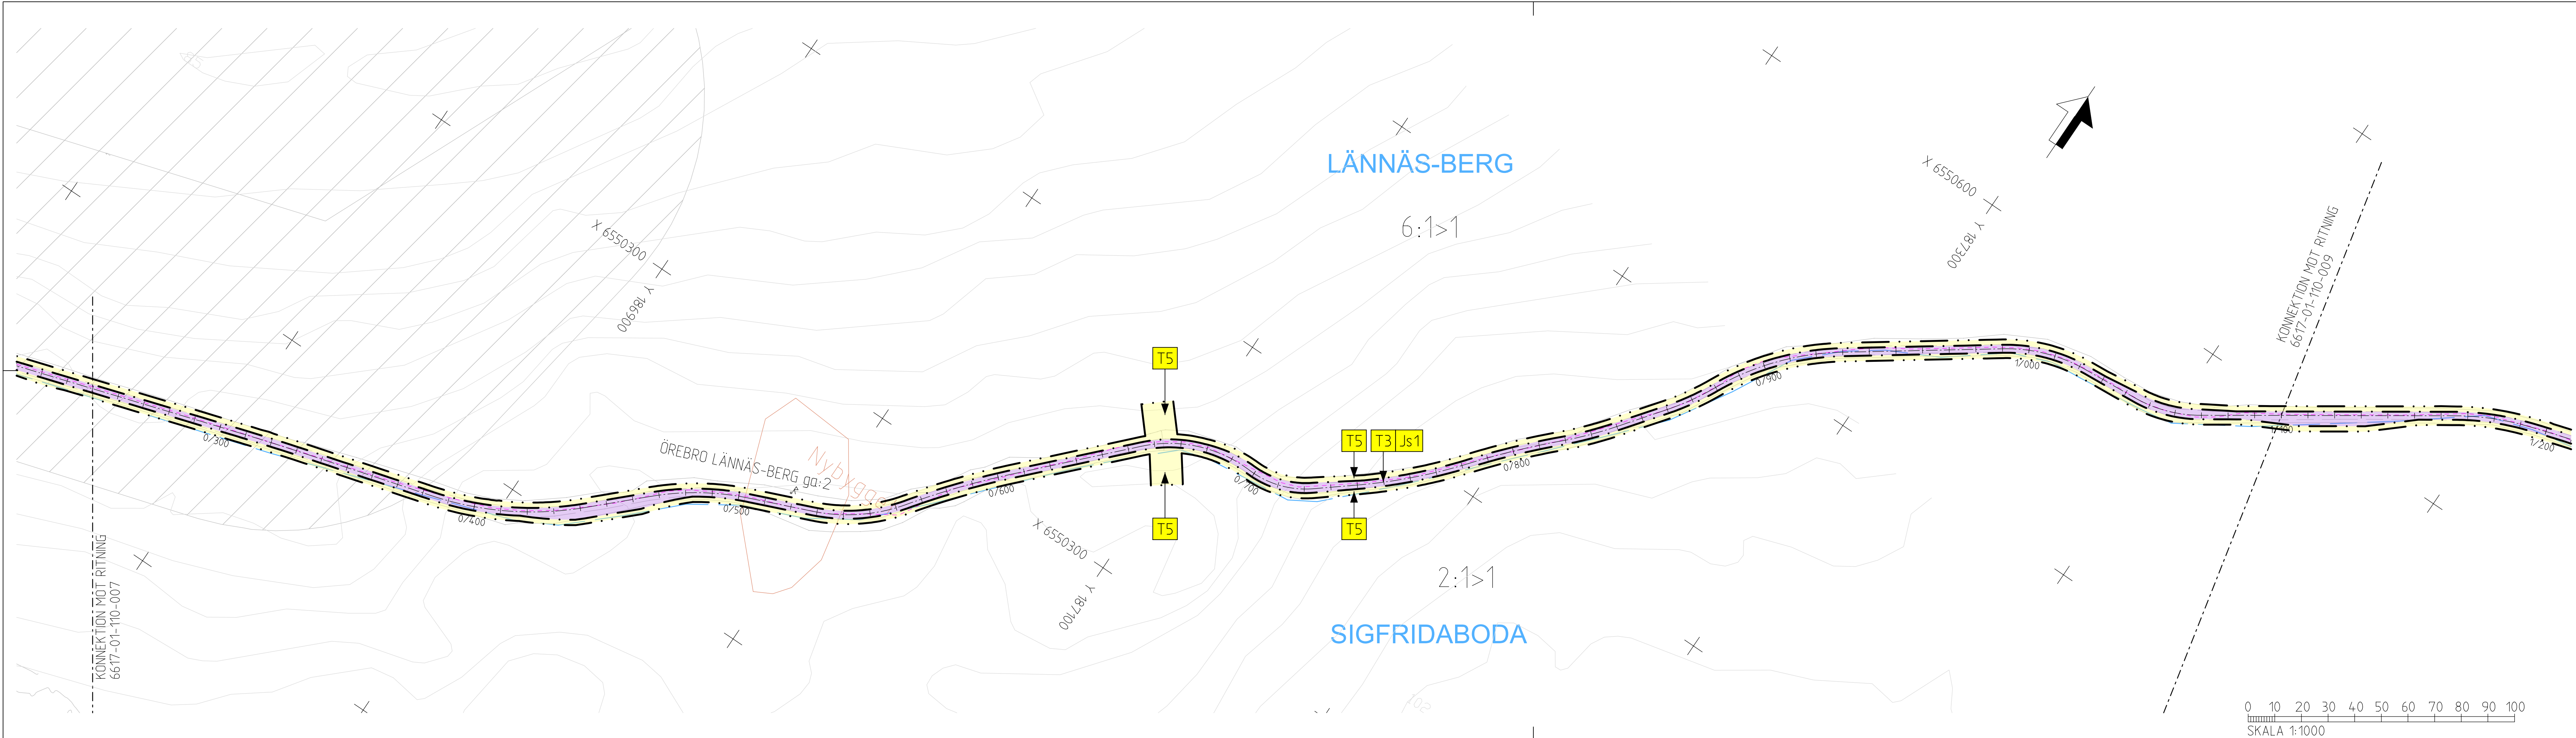 LÄNNÄS-BERG
6:1>1
X 6550300
Y 186900
X 6550600
Y 187300
KONNEKTION MOT RITNING
6617-01-110-009
T5
T5
T3
Js1
0/900
1/000
1/100
1/200
0/300
ÖREBRO LÄNNÄS-BERG ga:2
0/400
0/500
0/600
0/700
0/800
T5
T5
X 6550300
Y 187100
KONNEKTION MOT RITNING
6617-01-110-007
2:1>1
SIGFRIDABODA
102
0 10 20 30 40 50 60 70 80 90 100
SKALA 1:1000